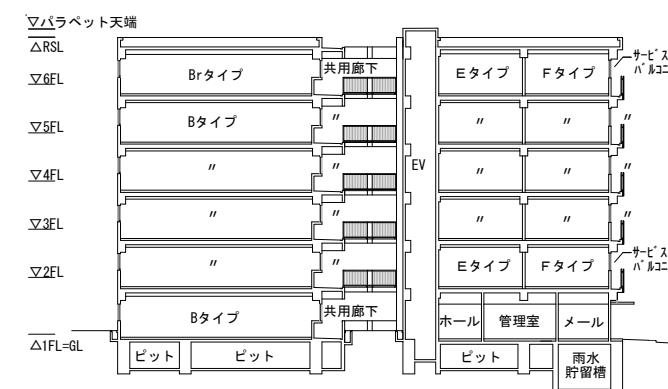 ▽パラペット天端
△RSL
▽6FL
Brタイプ
共用廊下
Eタイプ
Fタイプ
サービス
バルコニー
▽5FL
Bタイプ
〃
〃
〃
〃
▽4FL
〃
〃
EV
〃
〃
〃
▽3FL
〃
〃
〃
〃
〃
▽2FL
〃
〃
Eタイプ
Fタイプ
サービス
バルコニー
Bタイプ
共用廊下
ホール
管理室
メール
△1FL=GL
ピット
ピット
ピット
雨水
貯留槽